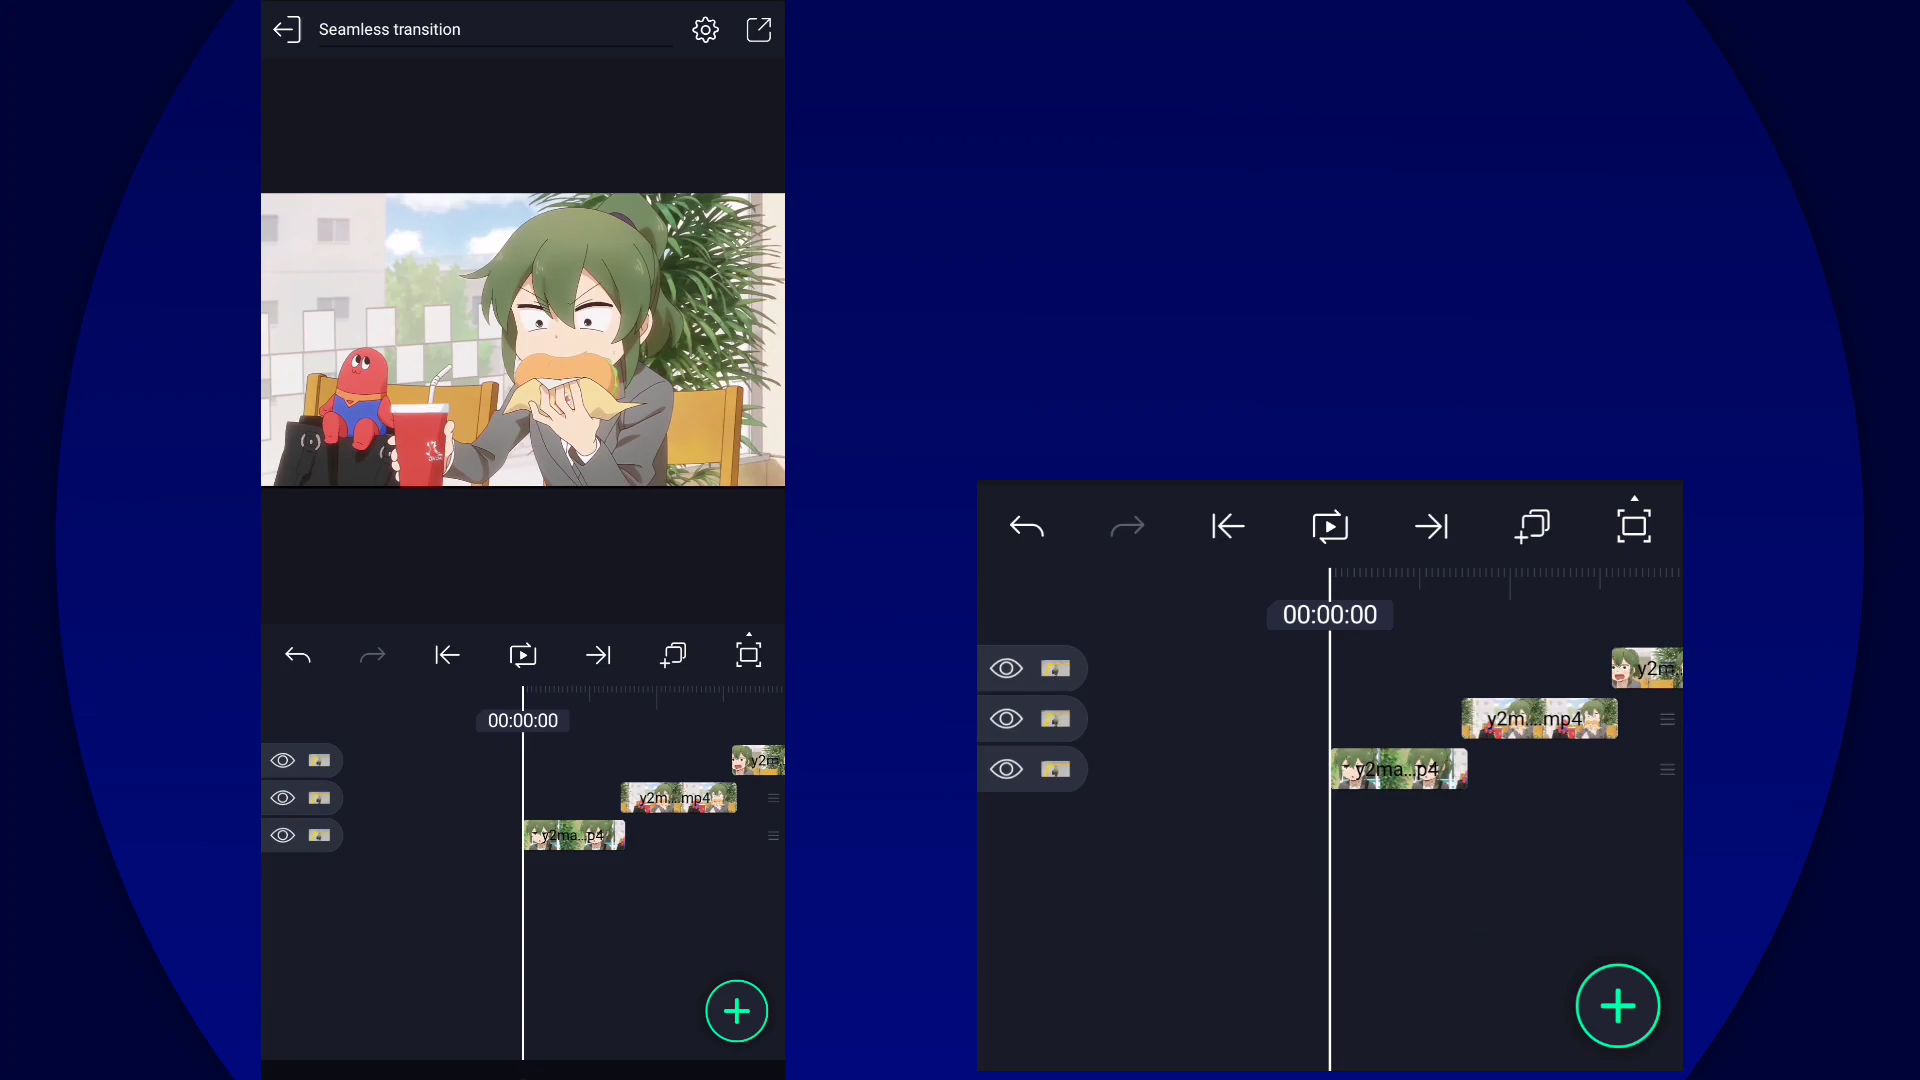 Seamless transition
00:00:00
y2m
y2m....mp4
y2ma...p4
00:00:00
y2m.
y2m....mp4
y2ma...p4